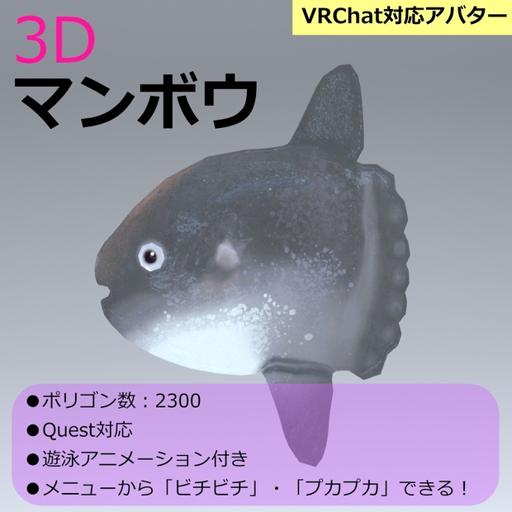 VRChat対応アバター
3D
マンボウ
●ポリゴン数：2300
●Quest対応
●遊泳アニメーション付き
●メニューから「ビチビチ」・「プカプカ」できる！